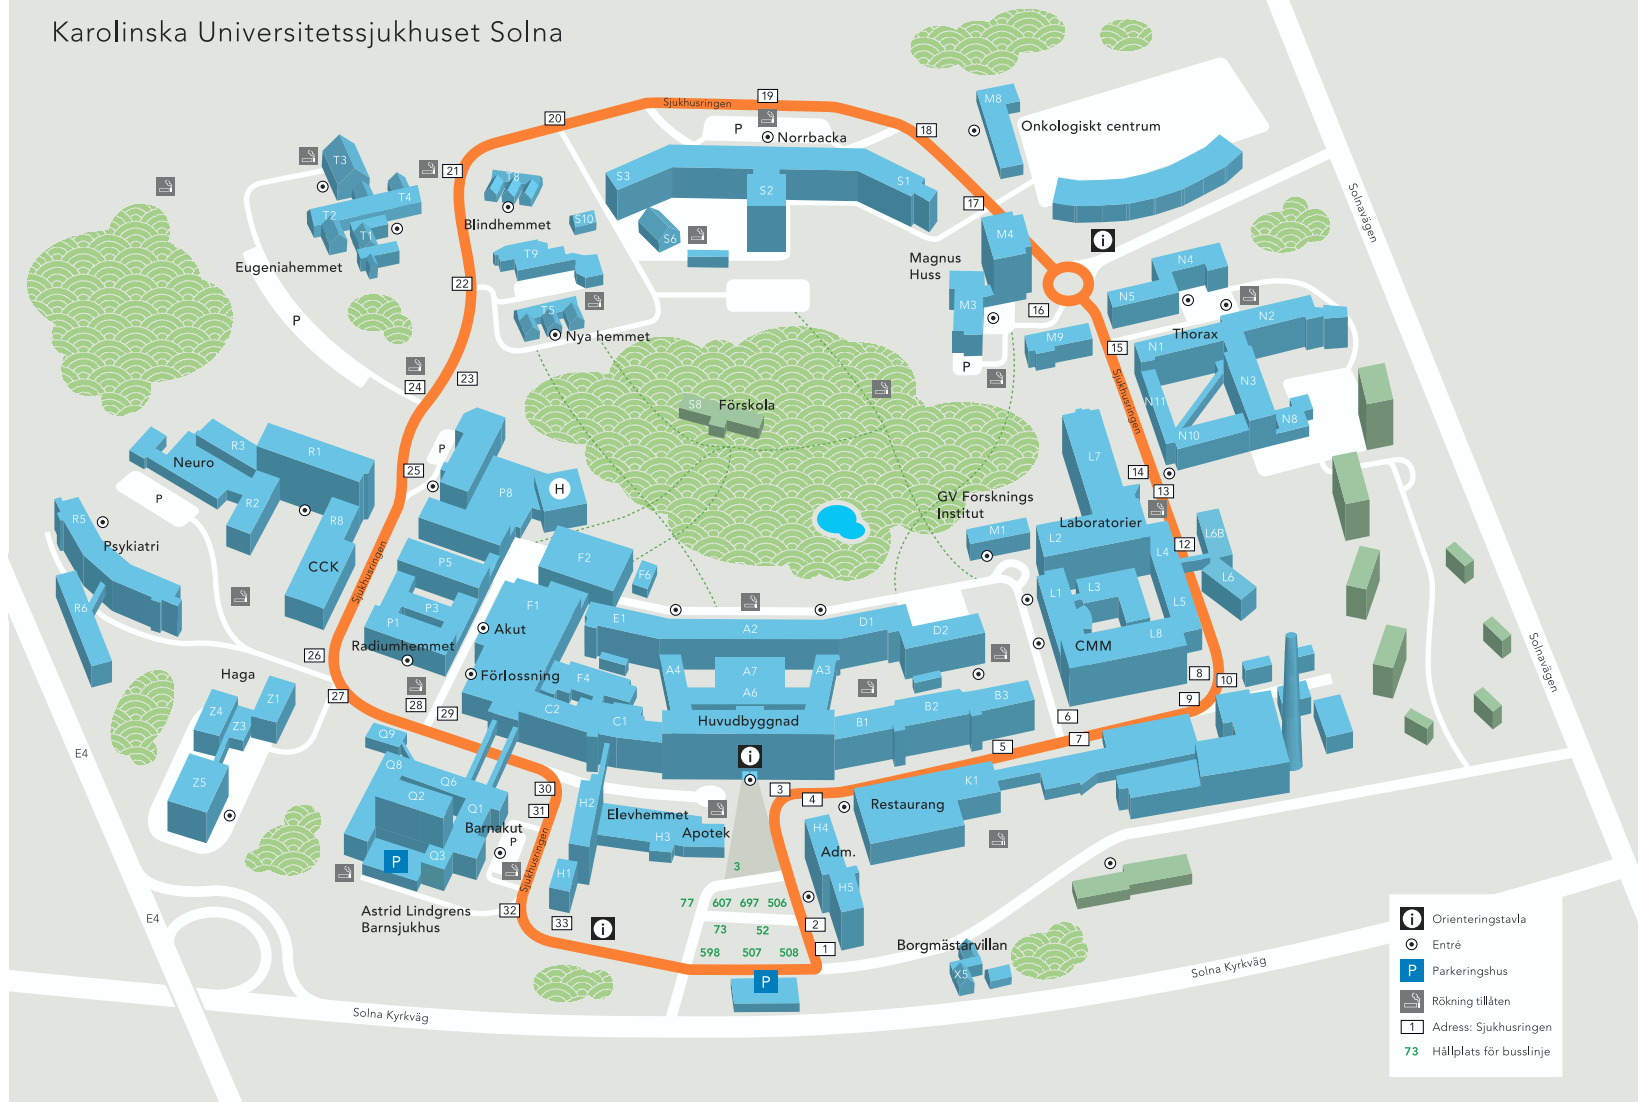 Karolinska Universitetssjukhuset Solna
19
Sjukhusringen
20
P
Norrbacka
18
M8
Onkologiskt centrum
T3
21
T8
S3
S2
S1
17
T4
T2
T1
Blindhemmet
S10
S6
M4
Solnavägen
Eugeniahemmet
T9
Magnus
Huss
N4
22
M3
N5
16
P
T5
Nya hemmet
N2
M9
Thorax
15
N1
P
24
23
S8
Förskola
Sjukhusringen
N3
N11
N8
N10
R3
R1
Neuro
P
25
L7
14
13
P
R2
R8
P8
H
GV Forsknings
Institut
M1
Laboratorier
R5
Psykiatri
CCK
L2
L4
12
L6B
Sjukhusringen
P5
F2
F6
L6
R6
P3
P1
F1
E1
A2
D1
D2
L1
L3
L5
L8
Akut
Radiumhemmet
CMM
26
Förlossning
F4
A4
A7
A3
A6
8
10
Haga
27
28
29
C2
C1
Huvudbyggnad
B1
B2
B3
9
6
7
5
Solnavägen
Z4
Z1
Z3
Q9
E4
Z5
Q8
Q6
Q2
Q1
30
31
i
3
4
K1
Restaurang
H2
Elevhemmet
H3
Apotek
H4
Adm.
Barnakut
P
Q3
P
Sjukhusringen
H1
3
H5
77
607
697
506
Astrid Lindgrens
Barnsjukhus
32
33
i
73
52
2
1
598
507
508
E4
P
Borgmästarvillan
X5
Solna Kyrkväg
Solna Kyrkväg
i
i Orienteringstavla
Entré
P Parkeringshus
Rökning tillåten
1 Adress: Sjukhusringen
73 Hållplats för busslinje